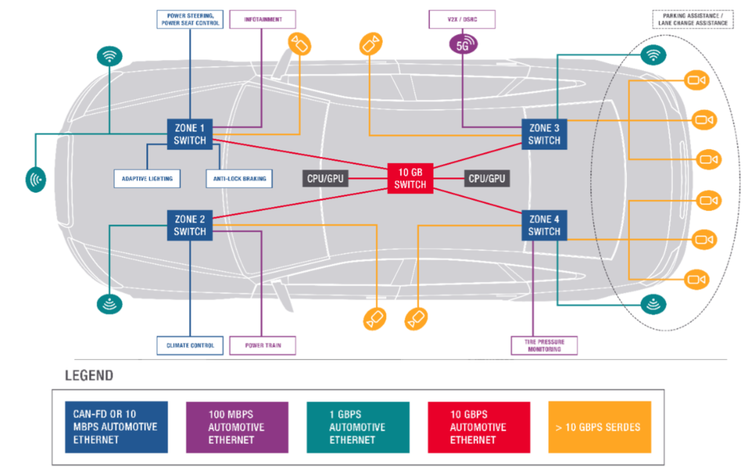 POWER STEERING,
POWER SEAT CONTROL
INFOTAINMENT
V2X / DSRC
PARKING ASSISTANCE /
LANE CHANGE ASSISTANCE
5G
ZONE 1
SWITCH
ZONE 3
SWITCH
ADAPTIVE LIGHTING
ANTI-LOCK BRAKING
CPU/GPU
10 GB
SWITCH
CPU/GPU
ZONE 2
SWITCH
ZONE 4
SWITCH
CLIMATE CONTROL
POWER TRAIN
TIRE PRESSURE
MONITORING
LEGEND
CAN-FD OR 10
MBPS AUTOMOTIVE
ETHERNET
100 MBPS
AUTOMOTIVE
ETHERNET
1 GBPS
AUTOMOTIVE
ETHERNET
10 GBPS
AUTOMOTIVE
ETHERNET
> 10 GBPS SERDES